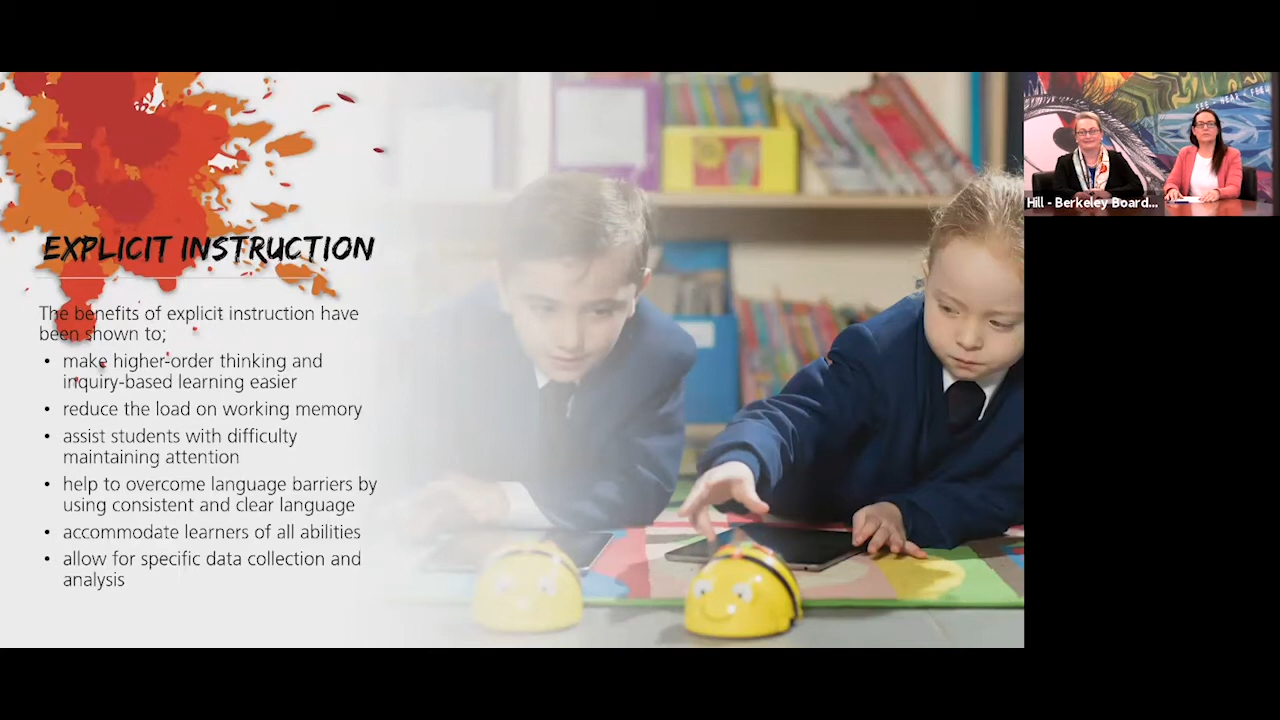 EXPLICIT INSTRUCTION
The benefits of explicit instruction have
been shown to;
• make higher-order thinking and
inquiry-based learning easier
• reduce the load on working memory
• assist students with difficulty
maintaining attention
• help to overcome language barriers by
using consistent and clear language
• accommodate learners of all abilities
• allow for specific data collection and
analysis
SEE - HEAR -
Hill - Berkeley Board...